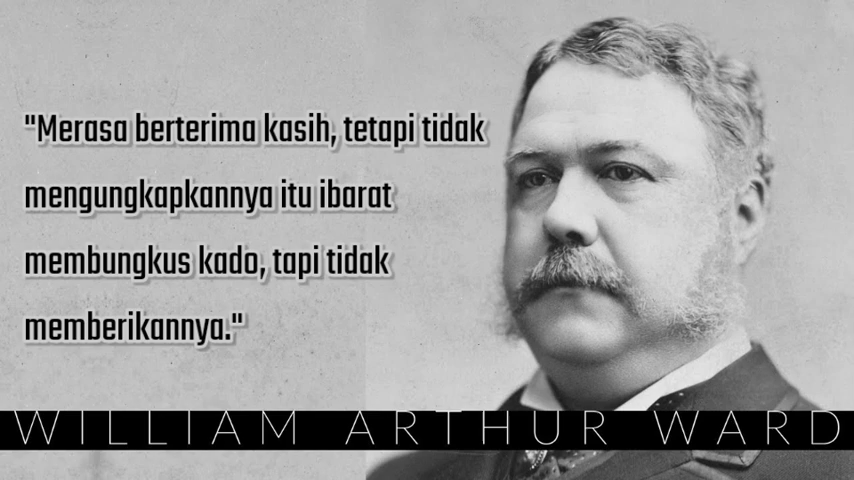 "Merasa berterima kasih, tetapi tidak
mengungkapkannya itu ibarat
membungkus kado, tapi tidak
memberikannya."
WILLIAM ARTHUR WARD